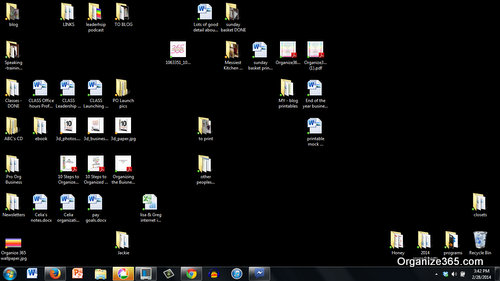 blog
LINKS
leadership podcast
TO BLOG
Lots of good detail about...
sunday basket DONE
Speaking -trainin...
1063351_10...
Messiest Kitchen ...
sunday basket prin...
Organize36...
Organize3... (1).pdf
Classes - DONE
CLASS Office hours Prof...
CLASS Leadership ...
CLASS Launching ...
PO Launch pics
MY - blog printables
End of the year busine...
ABC's CD
ebook
3d_photos...
3d_busines...
3d_paper.jpg
to print
printable mock ...
Pro Org Business
10 Steps to Organize...
10 Steps to Organized ...
Organizing the Busine...
other peoples...
Newsletters
Celia's notes.docx
Celia organizati...
pay goals.docx
lisa & Greg internet ...
closets
Organize 365 wallpaper.jpg
Jackie
Honey
2014
programs
Recycle Bin
Organize365.com
3:42 PM
2/28/2014